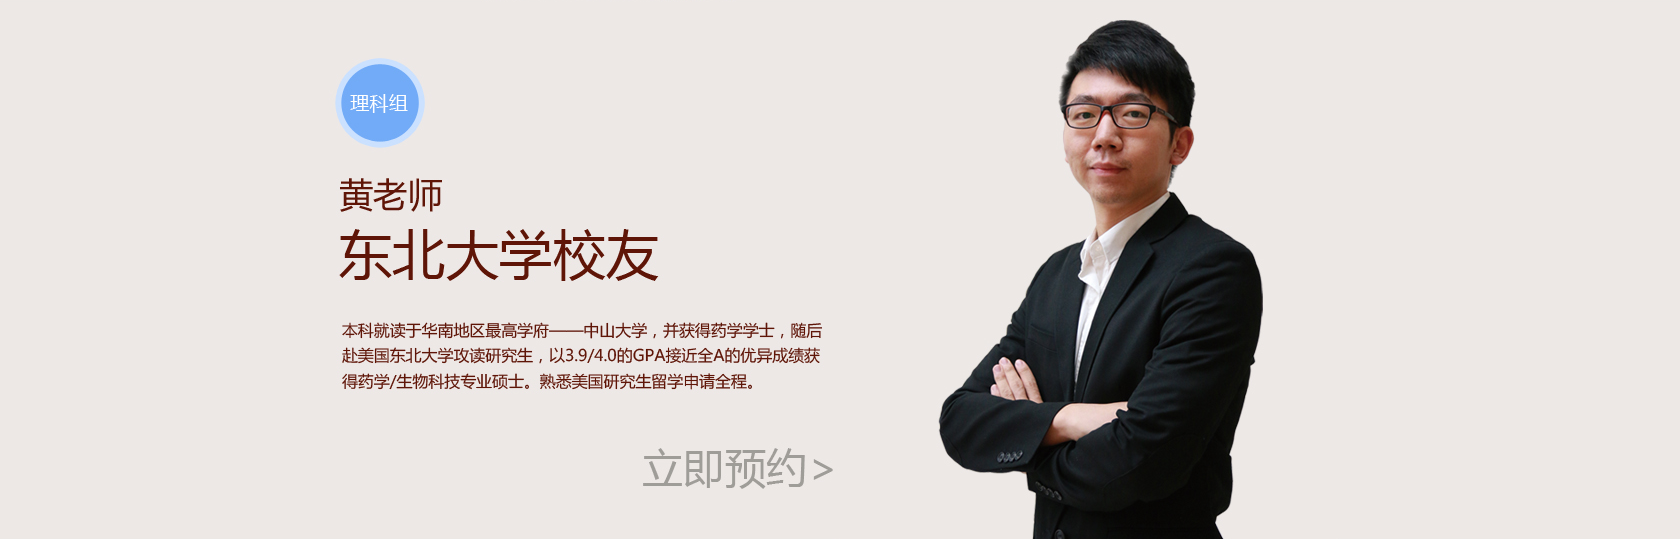 理科组
黄老师
东北大学校友
本科就读于华南地区最高学府——中山大学，并获得药学学士，随后
赴美国东北大学攻读研究生，以3.9/4.0的GPA接近全A的优异成绩获
得药学/生物科技专业硕士。熟悉美国研究生留学申请全程。
立即预约>